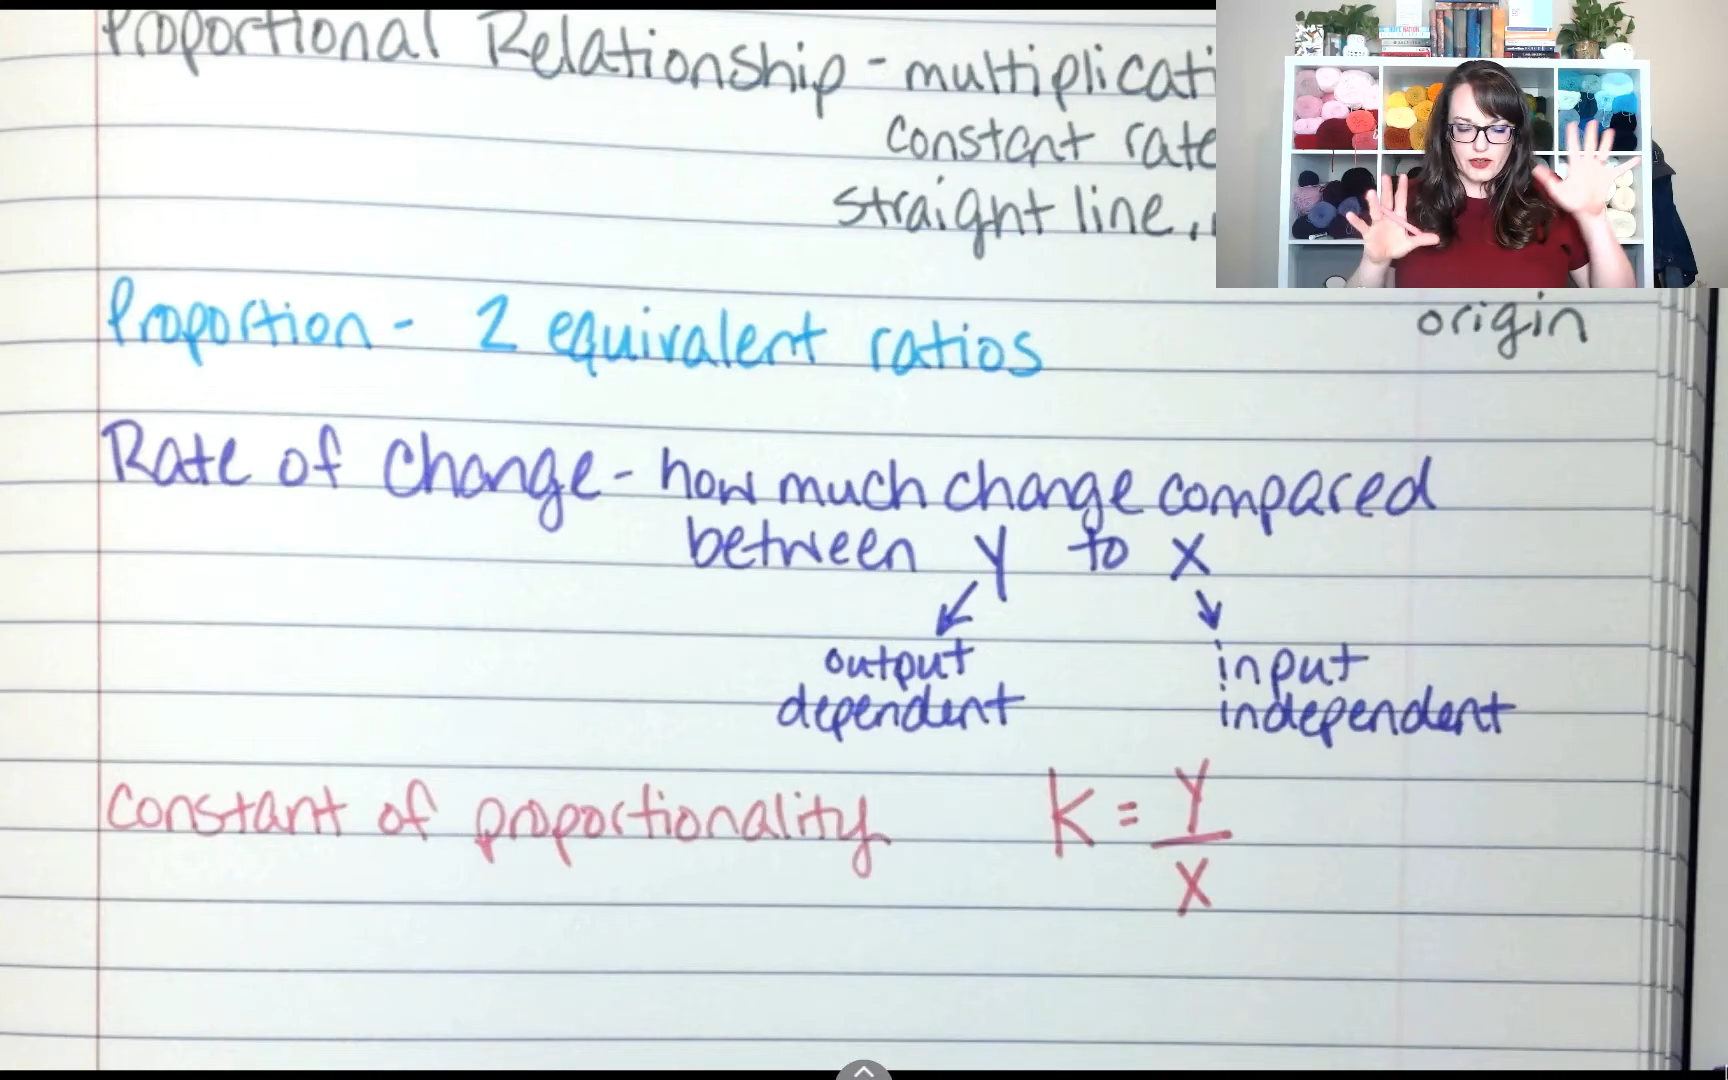 Proportional Relationship - multiplicati
constant rate
straight line,
origin
Proportion - 2 equivalent ratios
Rate of change - how much change compared
between y to x
output input
dependent independent
constant of proportionality K = y
x